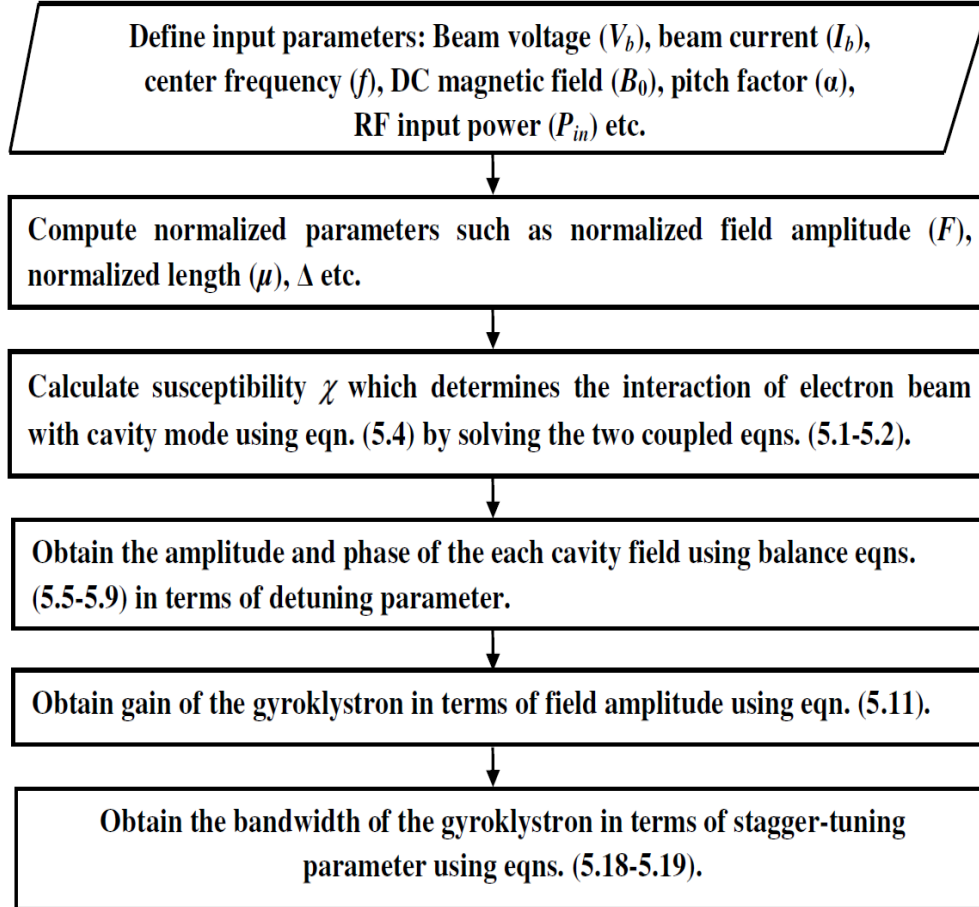 Define input parameters: Beam voltage (V_b), beam current (I_b),
center frequency (f), DC magnetic field (B_0), pitch factor (α),
RF input power (P_in) etc.
Compute normalized parameters such as normalized field amplitude (F),
normalized length (μ), Δ etc.
Calculate susceptibility χ which determines the interaction of electron beam
with cavity mode using eqn. (5.4) by solving the two coupled eqns. (5.1-5.2).
Obtain the amplitude and phase of the each cavity field using balance eqns.
(5.5-5.9) in terms of detuning parameter.
Obtain gain of the gyroklystron in terms of field amplitude using eqn. (5.11).
Obtain the bandwidth of the gyroklystron in terms of stagger-tuning
parameter using eqns. (5.18-5.19).